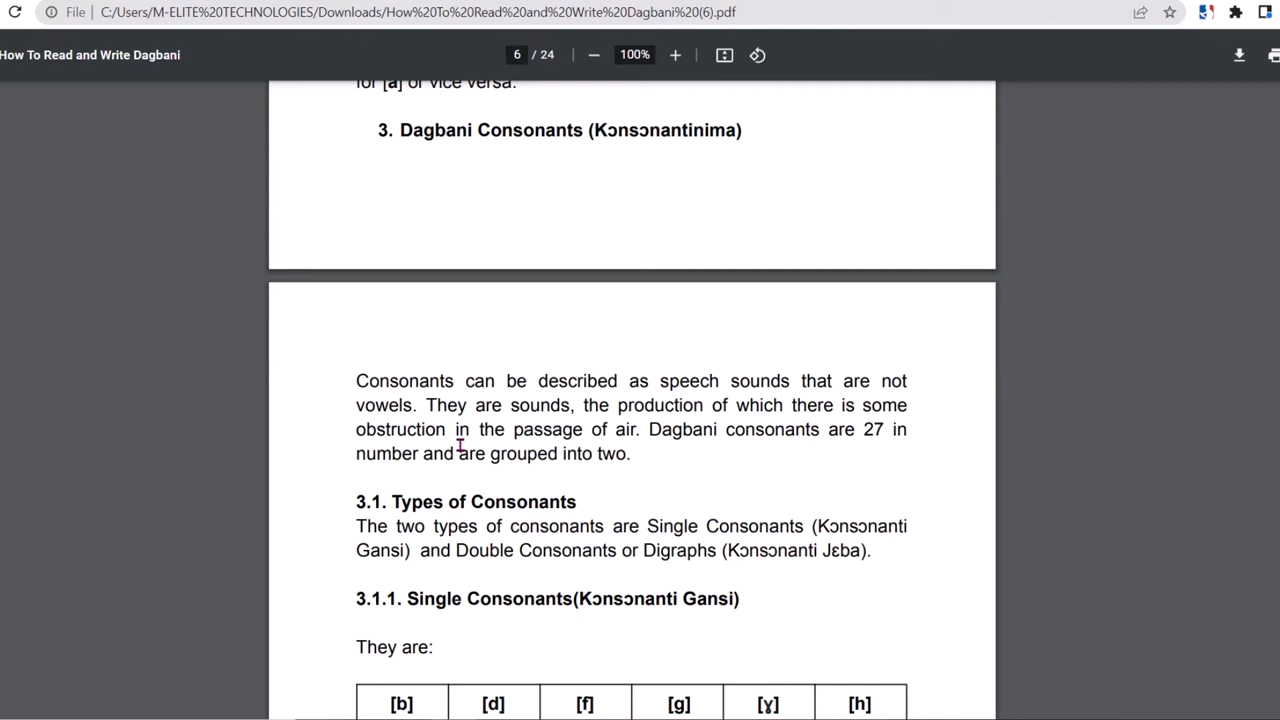 File | C:/Users/M-ELITE%20TECHNOLOGIES/Downloads/How%20To%20Read%20and%20Write%20Dagbani%20(6).pdf
How To Read and Write Dagbani
6 / 24
100%
for [a] or vice versa.
3. Dagbani Consonants (Kɔnsɔnantinima)
Consonants can be described as speech sounds that are not
vowels. They are sounds, the production of which there is some
obstruction in the passage of air. Dagbani consonants are 27 in
number and are grouped into two.
3.1. Types of Consonants
The two types of consonants are Single Consonants (Kɔnsɔnanti
Gansi) and Double Consonants or Digraphs (Kɔnsɔnanti Jɛba).
3.1.1. Single Consonants(Kɔnsɔnanti Gansi)
They are:
[b] [d] [f] [g] [ɣ] [h]